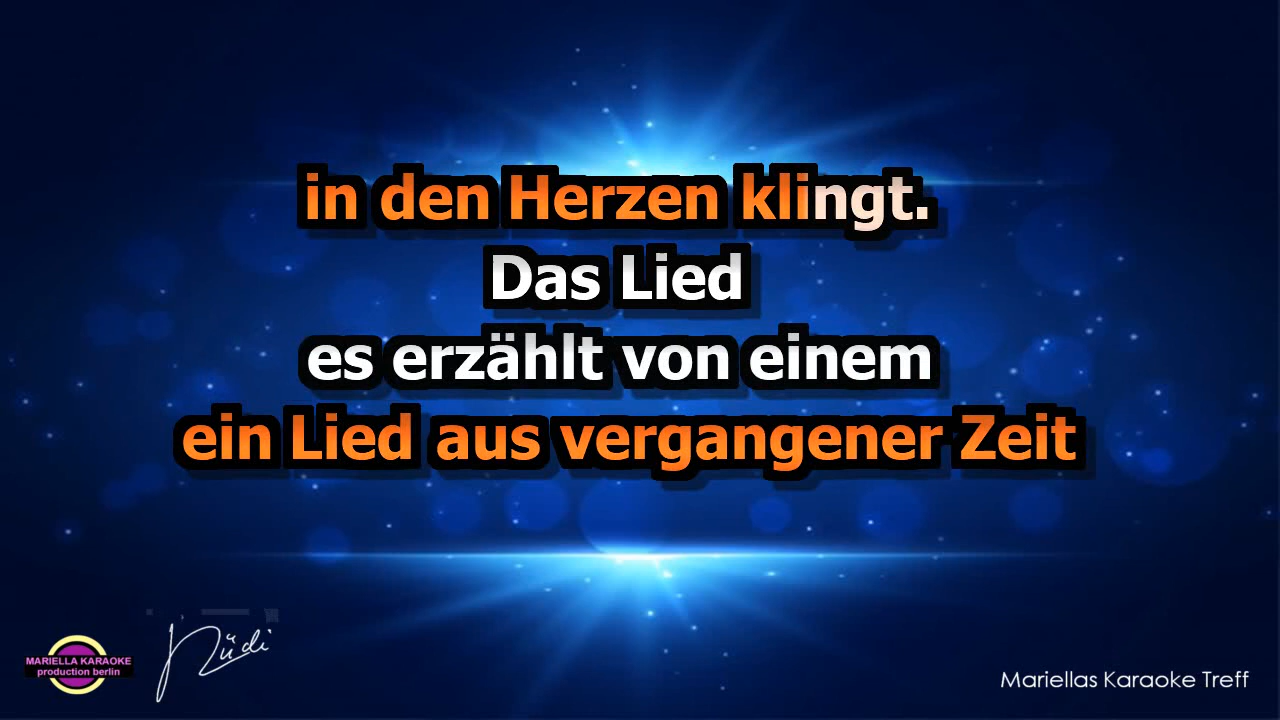 in den Herzen klingt.
Das Lied
es erzählt von einem
ein Lied aus vergangener Zeit
MARIELLA KARAOKE
production berlin
Rüdi
Mariellas Karaoke Treff